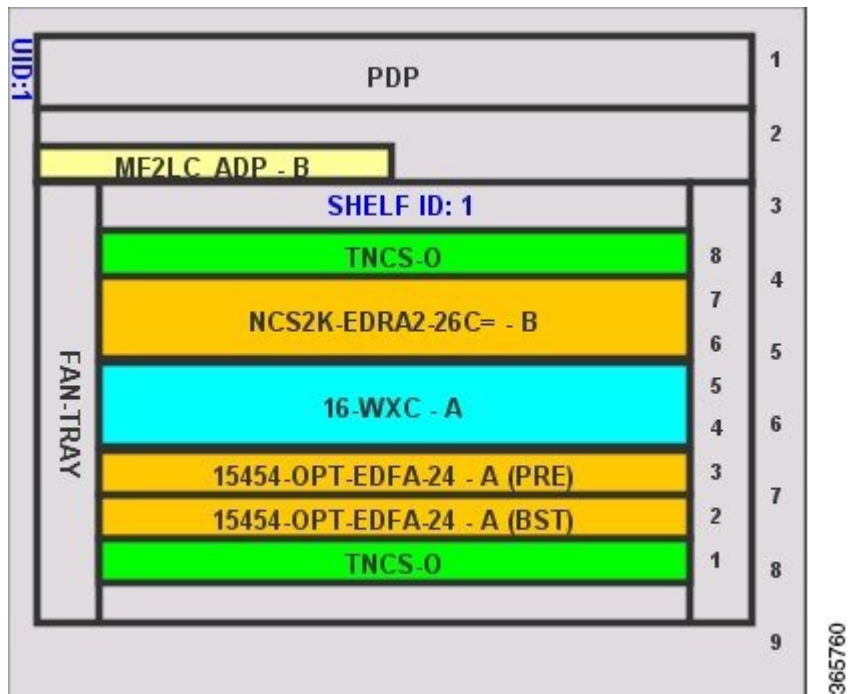 UID:1
PDP
1
2
MF2LC_ADP - B
SHELF ID: 1
3
TNCS-O
8
4
NCS2K-EDRA2-26C= - B
7
6
5
FAN-TRAY
16-WXC - A
5
4
6
15454-OPT-EDFA-24 - A (PRE)
3
7
15454-OPT-EDFA-24 - A (BST)
2
TNCS-O
1
8
9
365760